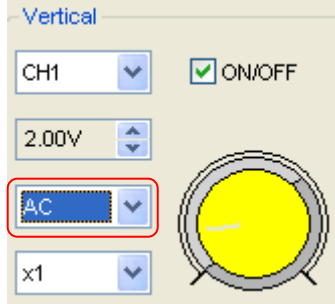 Vertical
CH1
ON/OFF
2.00V
AC
x1